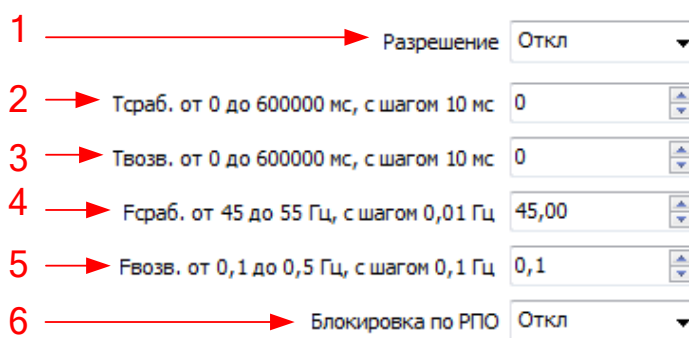 1 Разрешение Откл
2 Тсраб. от 0 до 600000 мс, с шагом 10 мс 0
3 Твозв. от 0 до 600000 мс, с шагом 10 мс 0
4 Fсраб. от 45 до 55 Гц, с шагом 0,01 Гц 45,00
5 Fвозв. от 0,1 до 0,5 Гц, с шагом 0,1 Гц 0,1
6 Блокировка по РПО Откл